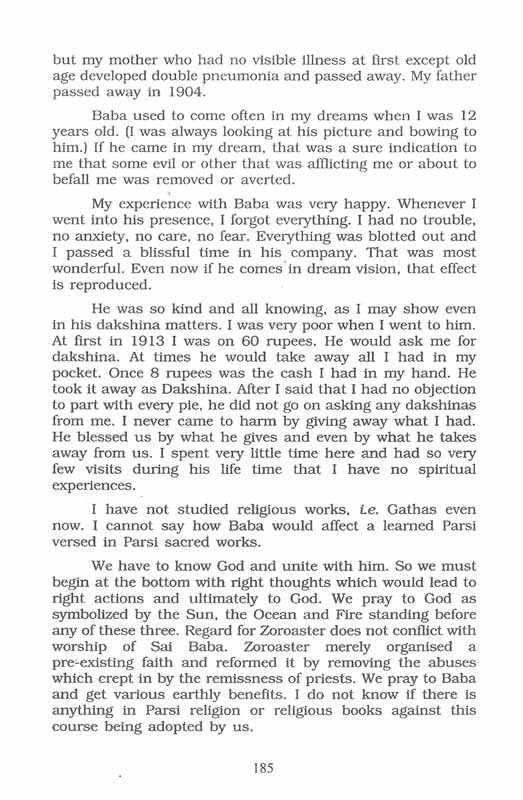 but my mother who had no visible illness at first except old
age developed double pneumonia and passed away. My father
passed away in 1904.
Baba used to come often in my dreams when I was 12
years old. (I was always looking at his picture and bowing to
him.) If he came in my dream, that was a sure indication to
me that some evil or other that was afflicting me or about to
befall me was removed or averted.
My experience with Baba was very happy. Whenever I
went into his presence, I forgot everything. I had no trouble,
no anxiety, no care, no fear. Everything was blotted out and
I passed a blissful time in his company. That was most
wonderful. Even now if he comes in dream vision, that effect
is reproduced.
He was so kind and all knowing, as I may show even
in his dakshina matters. I was very poor when I went to him.
At first in 1913 I was on 60 rupees. He would ask me for
dakshina. At times he would take away all I had in my
pocket. Once 8 rupees was the cash I had in my hand. He
took it away as Dakshina. After I said that I had no objection
to part with every pie, he did not go on asking any dakshinas
from me. I never came to harm by giving away what I had.
He blessed us by what he gives and even by what he takes
away from us. I spent very little time here and had so very
few visits during his life time that I have no spiritual
experiences.
I have not studied religious works, i.e. Gathas even
now. I cannot say how Baba would affect a learned Parsi
versed in Parsi sacred works.
We have to know God and unite with him. So we must
begin at the bottom with right thoughts which would lead to
right actions and ultimately to God. We pray to God as
symbolized by the Sun, the Ocean and Fire standing before
any of these three. Regard for Zoroaster does not conflict with
worship of Sai Baba. Zoroaster merely organised a
pre-existing faith and reformed it by removing the abuses
which crept in by the remissness of priests. We pray to Baba
and get various earthly benefits. I do not know if there is
anything in Parsi religion or religious books against this
course being adopted by us.
185